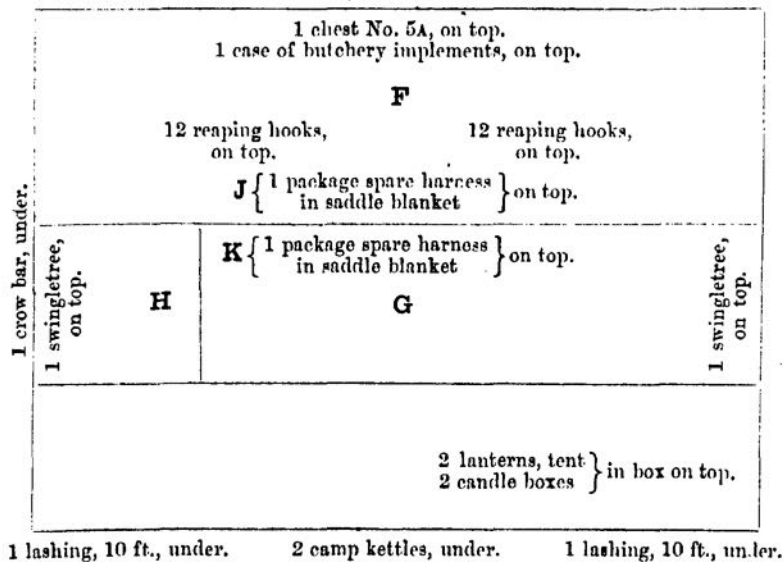 1 chest No. 5A, on top.
1 case of butchery implements, on top.
F
12 reaping hooks, on top.
12 reaping hooks, on top.
J { 1 package spare harness in saddle blanket } on top.
1 crow bar, under.
1 swingletree, on top.
H
K { 1 package spare harness in saddle blanket } on top.
G
1 swingletree, on top.
2 lanterns, tent
2 candle boxes } in box on top.
1 lashing, 10 ft., under. 2 camp kettles, under. 1 lashing, 10 ft., under.